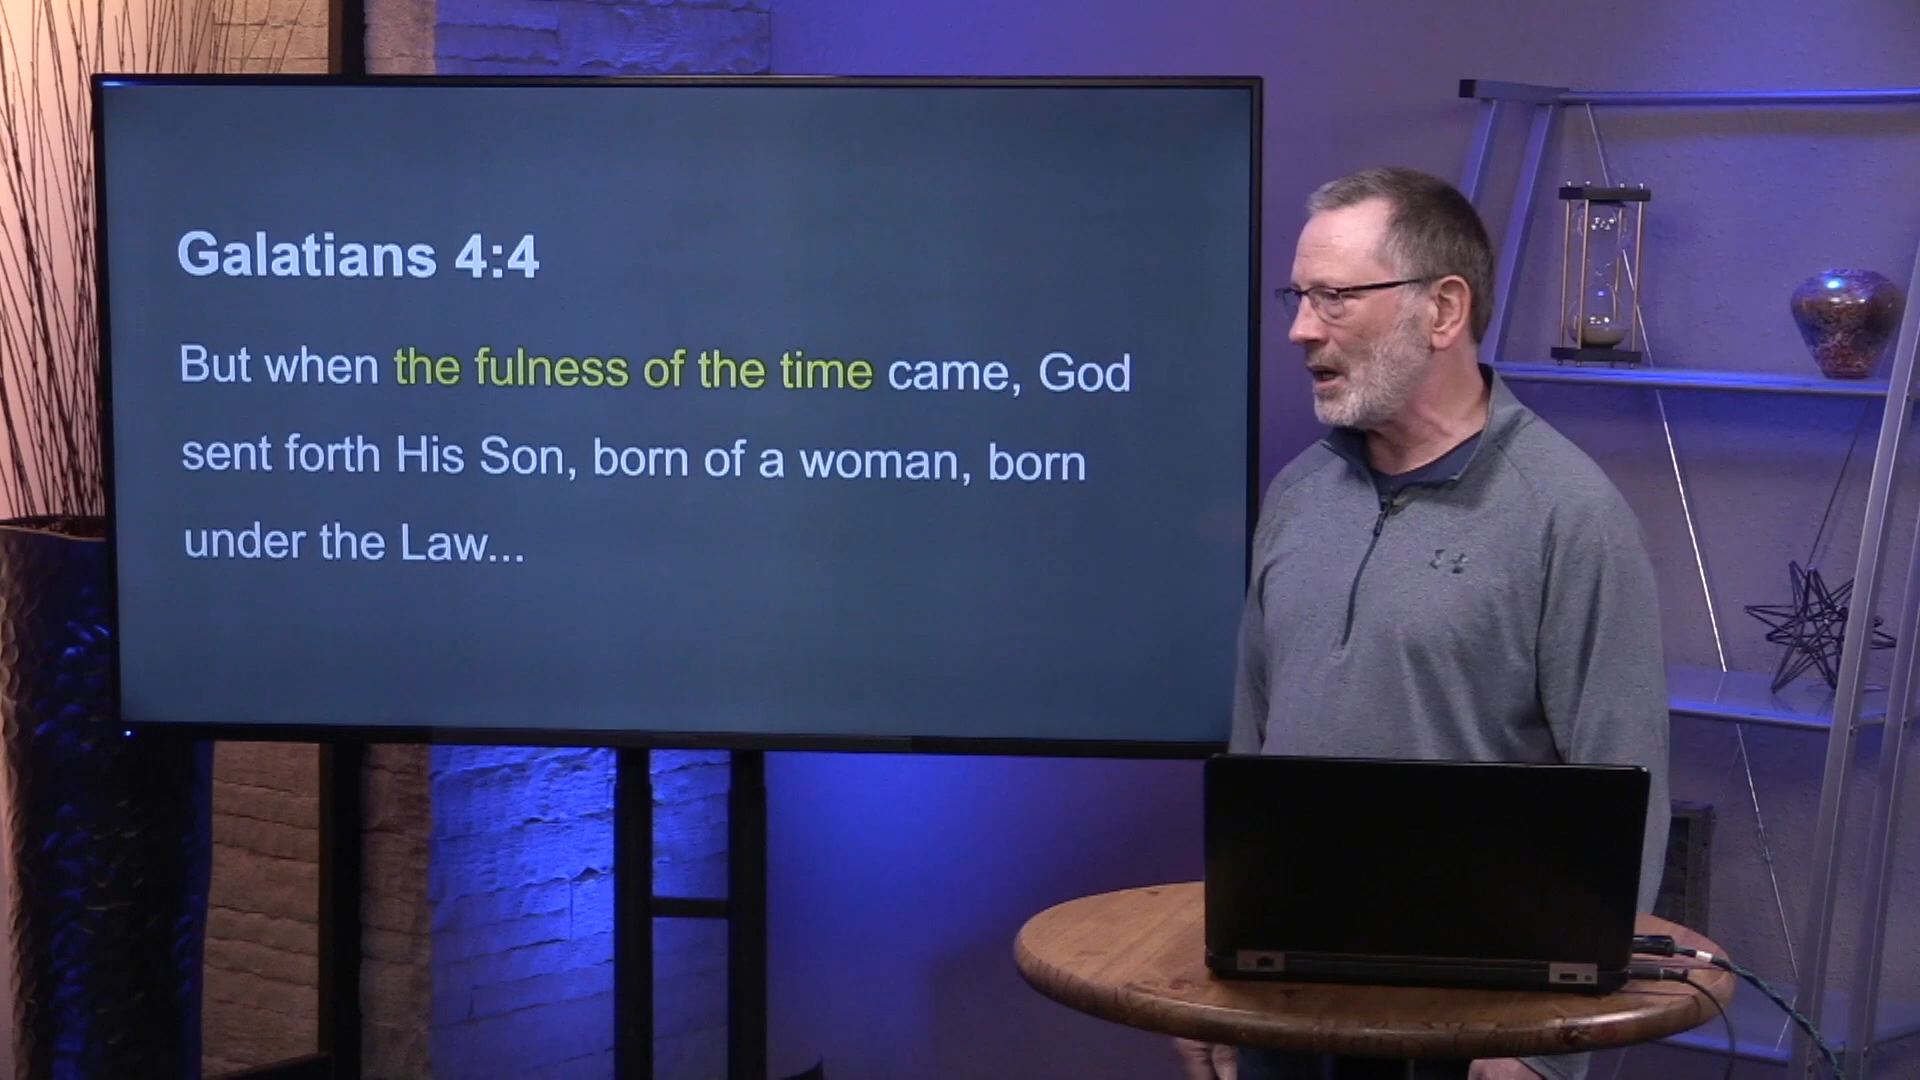 Galatians 4:4
But when the fulness of the time came, God
sent forth His Son, born of a woman, born
under the Law...